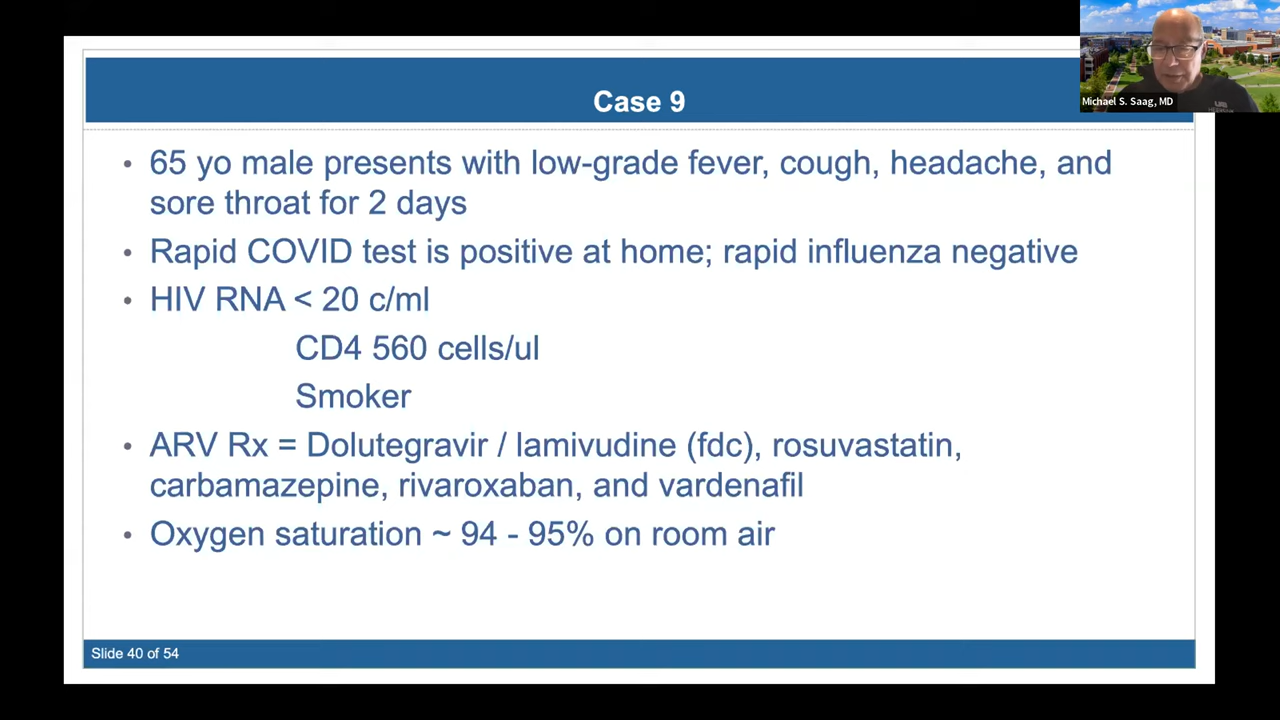 Case 9
Michael S. Saag, MD
• 65 yo male presents with low-grade fever, cough, headache, and
sore throat for 2 days
• Rapid COVID test is positive at home; rapid influenza negative
• HIV RNA < 20 c/ml
CD4 560 cells/ul
Smoker
• ARV Rx = Dolutegravir / lamivudine (fdc), rosuvastatin,
carbamazepine, rivaroxaban, and vardenafil
• Oxygen saturation ~ 94 - 95% on room air
Slide 40 of 54